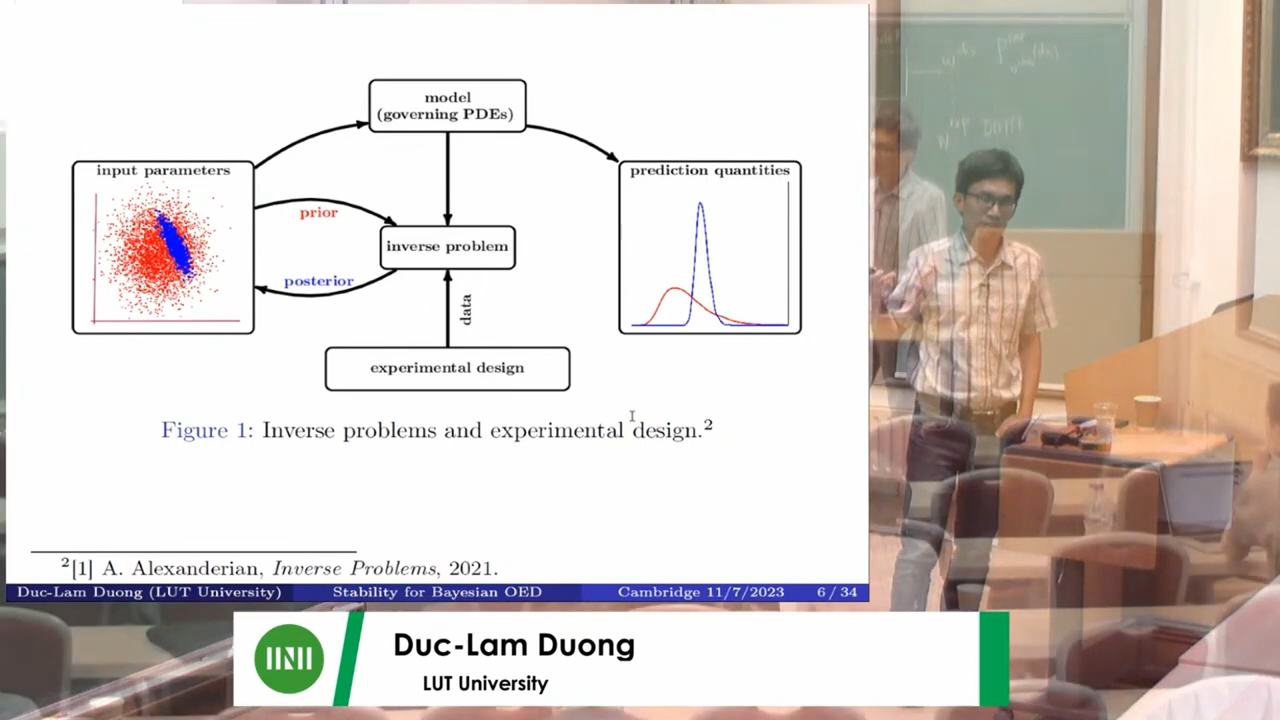 model
(governing PDEs)
input parameters
prediction quantities
prior
inverse problem
posterior
data
experimental design
Figure 1: Inverse problems and experimental design.²
²[1] A. Alexanderian, Inverse Problems, 2021.
Duc-Lam Duong (LUT University) Stability for Bayesian OED Cambridge 11/7/2023 6 / 34
Duc-Lam Duong
LUT University